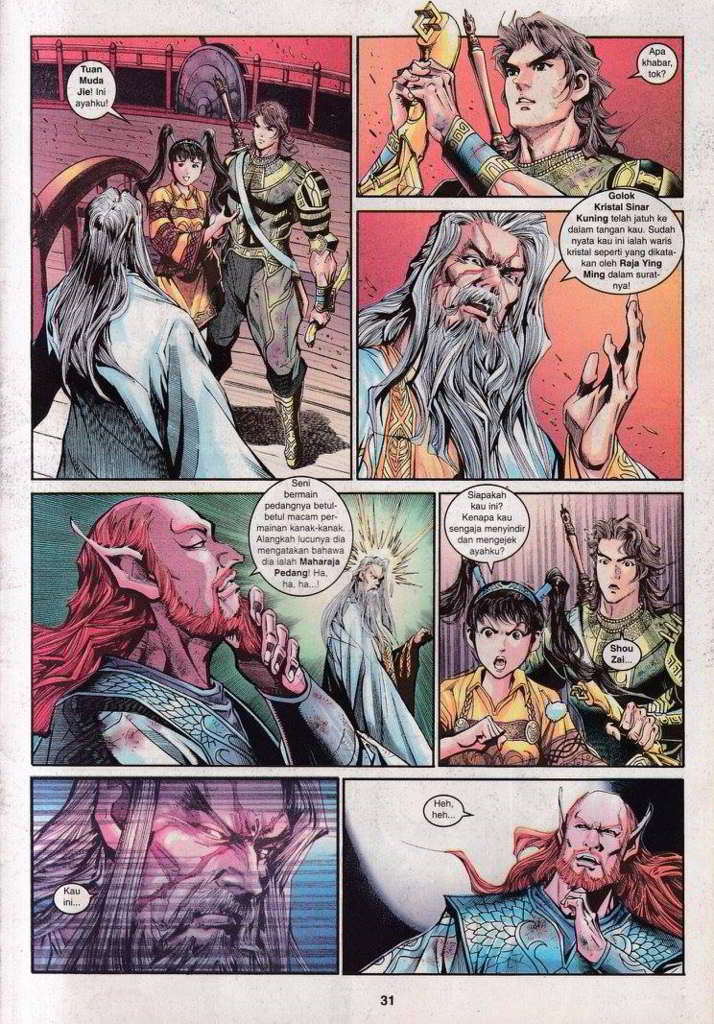 Tuan
Muda
Jie! Ini
ayahku!
Apa
khabar,
tok?
Golok
Kristal Sinar
Kuning telah jatuh ke
dalam tangan kau. Sudah
nyata kau ini ialah waris
kristal seperti yang dikata-
kan oleh Raja Ying
Ming dalam surat-
nya!
Seni
bermain
pedangnya betul-
betul macam per-
mainan kanak-kanak.
Alangkah lucunya dia
mengatakan bahawa
dia ialah Maharaja
Pedang! Ha,
ha, ha...!
Siapakah
kau ini?
Kenapa kau
sengaja menyindir
dan mengejek
ayahku?
Shou
Zai...
Kau
ini...
Heh,
heh...
31